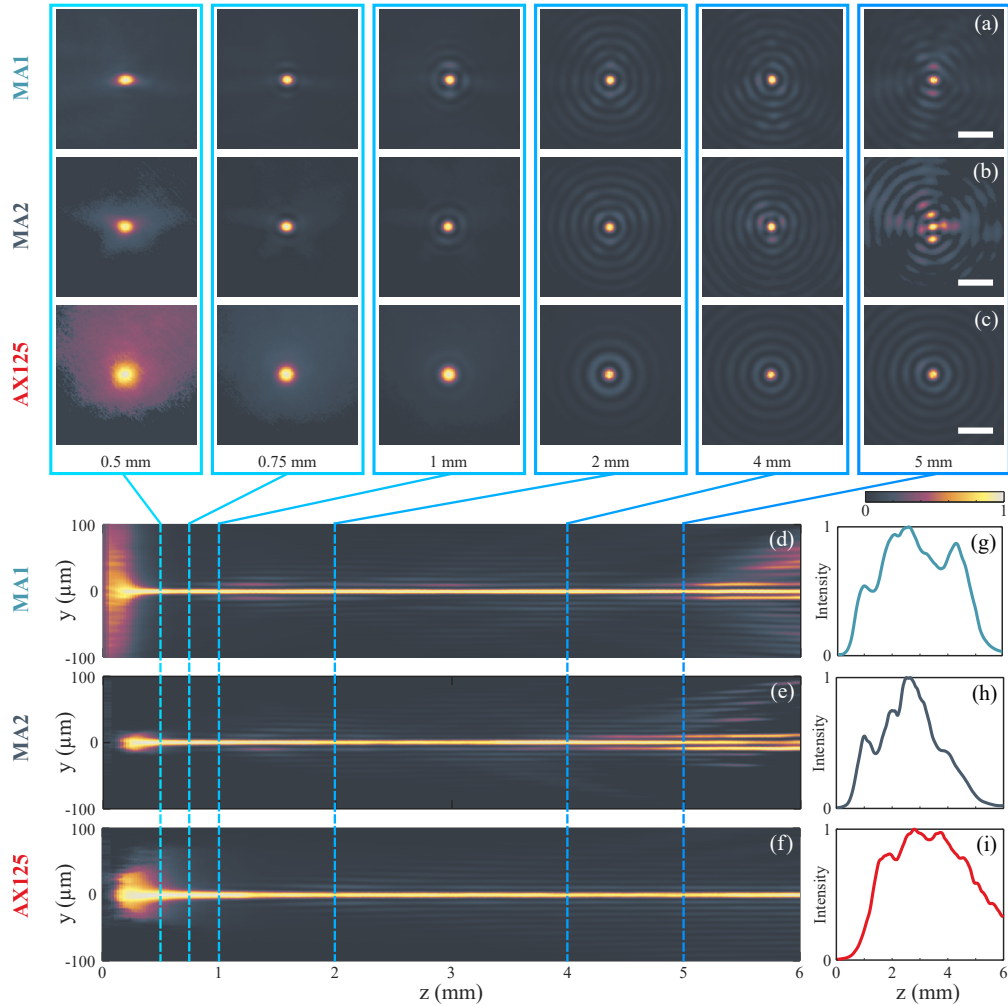 MA1
(a)
MA2
(b)
AX125
(c)
0.5 mm
0.75 mm
1 mm
2 mm
4 mm
5 mm
0
1
MA1
y (µm)
100
0
-100
(d)
Intensity
1
0
(g)
MA2
y (µm)
100
0
-100
(e)
Intensity
1
0
(h)
AX125
y (µm)
100
0
-100
(f)
Intensity
1
0
(i)
0
1
2
3
4
5
6
z (mm)
0
2
4
6
z (mm)